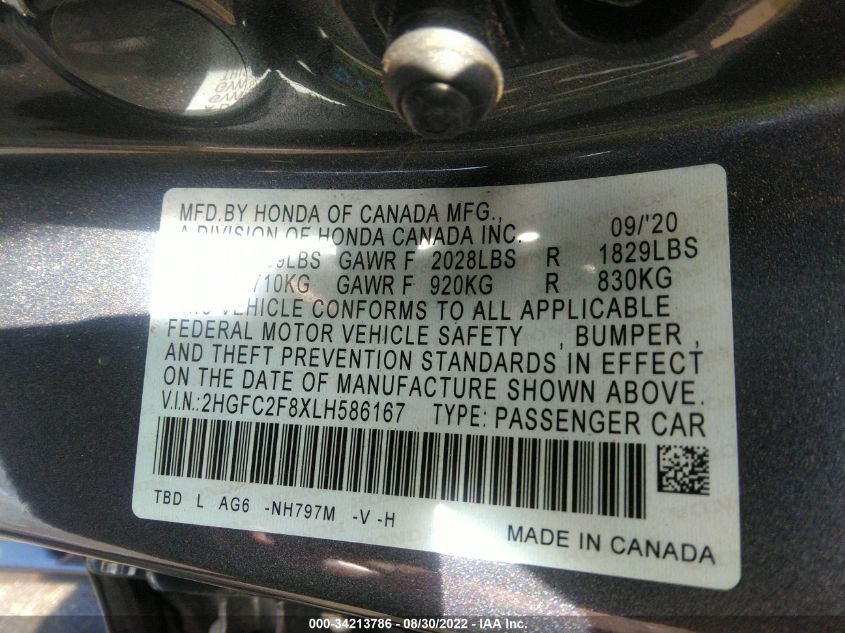 MFD.BY HONDA OF CANADA MFG., 09/'20
A DIVISION OF HONDA CANADA INC.
9LBS GAWR F 2028LBS R 1829LBS
710KG GAWR F 920KG R 830KG
VEHICLE CONFORMS TO ALL APPLICABLE
FEDERAL MOTOR VEHICLE SAFETY , BUMPER ,
AND THEFT PREVENTION STANDARDS IN EFFECT
ON THE DATE OF MANUFACTURE SHOWN ABOVE.
V.I.N.:2HGFC2F8XLH586167 TYPE: PASSENGER CAR
TBD L AG6 -NH797M -V -H
MADE IN CANADA
000-34213786 - 08/30/2022 - IAA Inc.